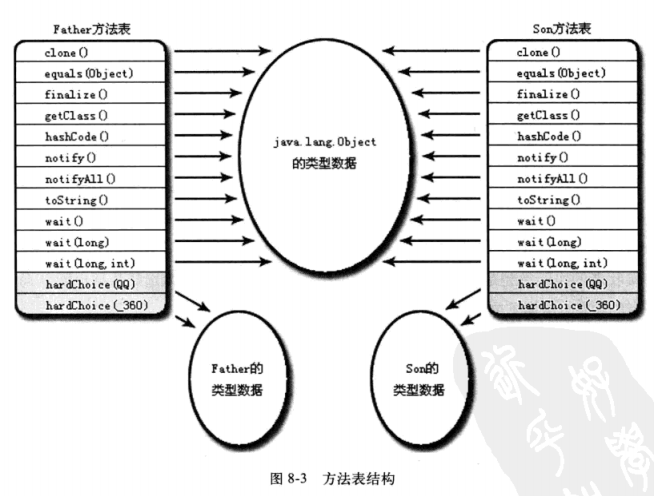 Father方法表
clone()
equals(Object)
finalize()
getClass()
hashCode()
notify()
notifyAll()
toString()
wait()
wait(long)
wait(long,int)
hardChoice(QQ)
hardChoice(_360)
java.lang.Object
的类型数据
Son方法表
clone()
equals(Object)
finalize()
getClass()
hashCode()
notify()
notifyAll()
toString()
wait()
wait(long)
wait(long,int)
hardChoice(QQ)
hardChoice(_360)
Father的
类型数据
Son的
类型数据
图 8-3 方法表结构